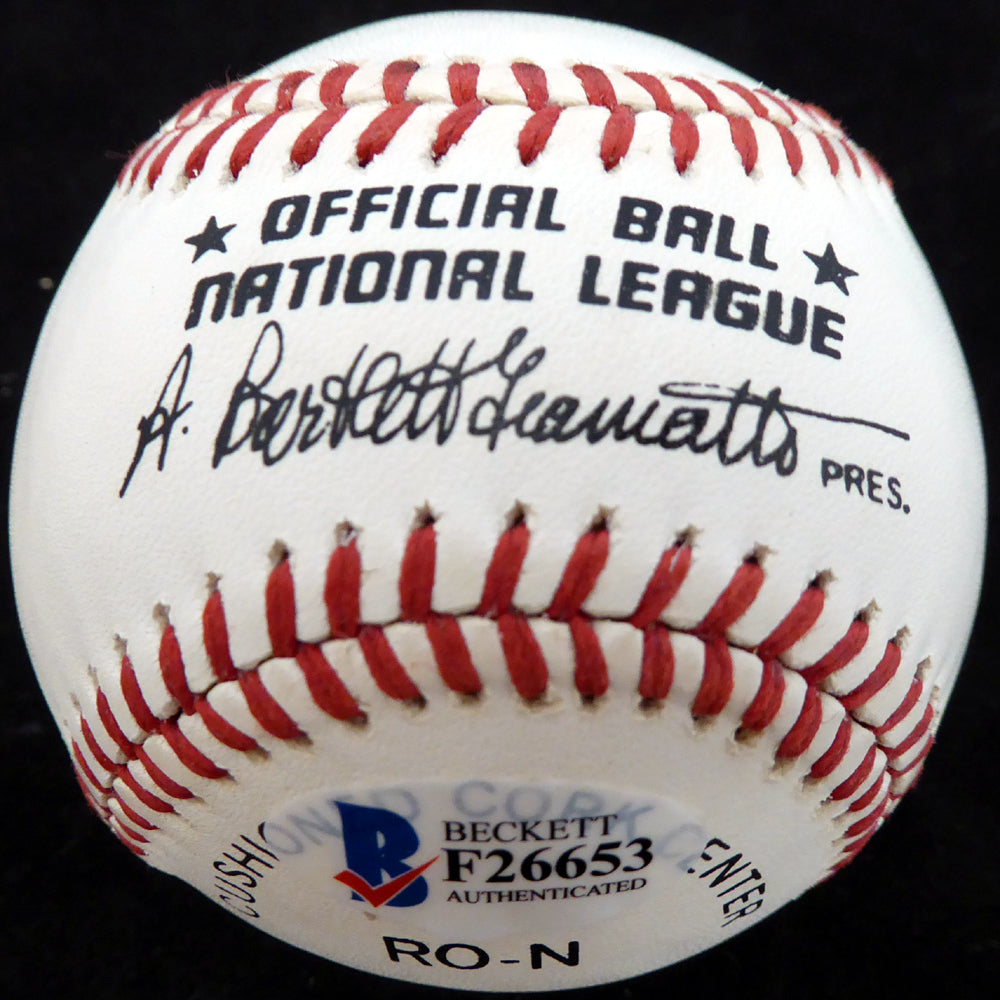 ★ OFFICIAL BALL ★
NATIONAL LEAGUE
A. Bartlett Giamatti PRES.
CUSHIONED CORK CENTER
BECKETT
F26653
AUTHENTICATED
RO-N